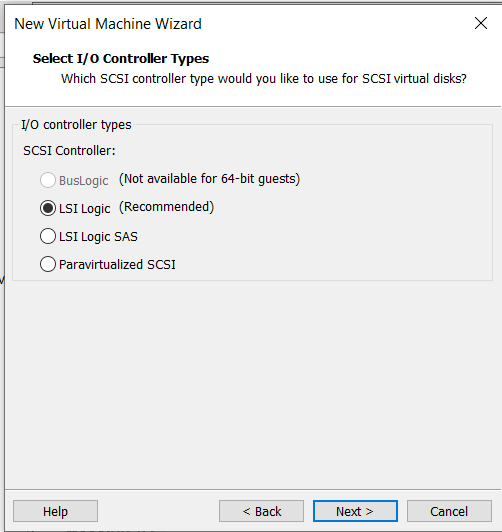 New Virtual Machine Wizard
Select I/O Controller Types
Which SCSI controller type would you like to use for SCSI virtual disks?
I/O controller types
SCSI Controller:
BusLogic (Not available for 64-bit guests)
LSI Logic (Recommended)
LSI Logic SAS
Paravirtualized SCSI
Help < Back Next > Cancel